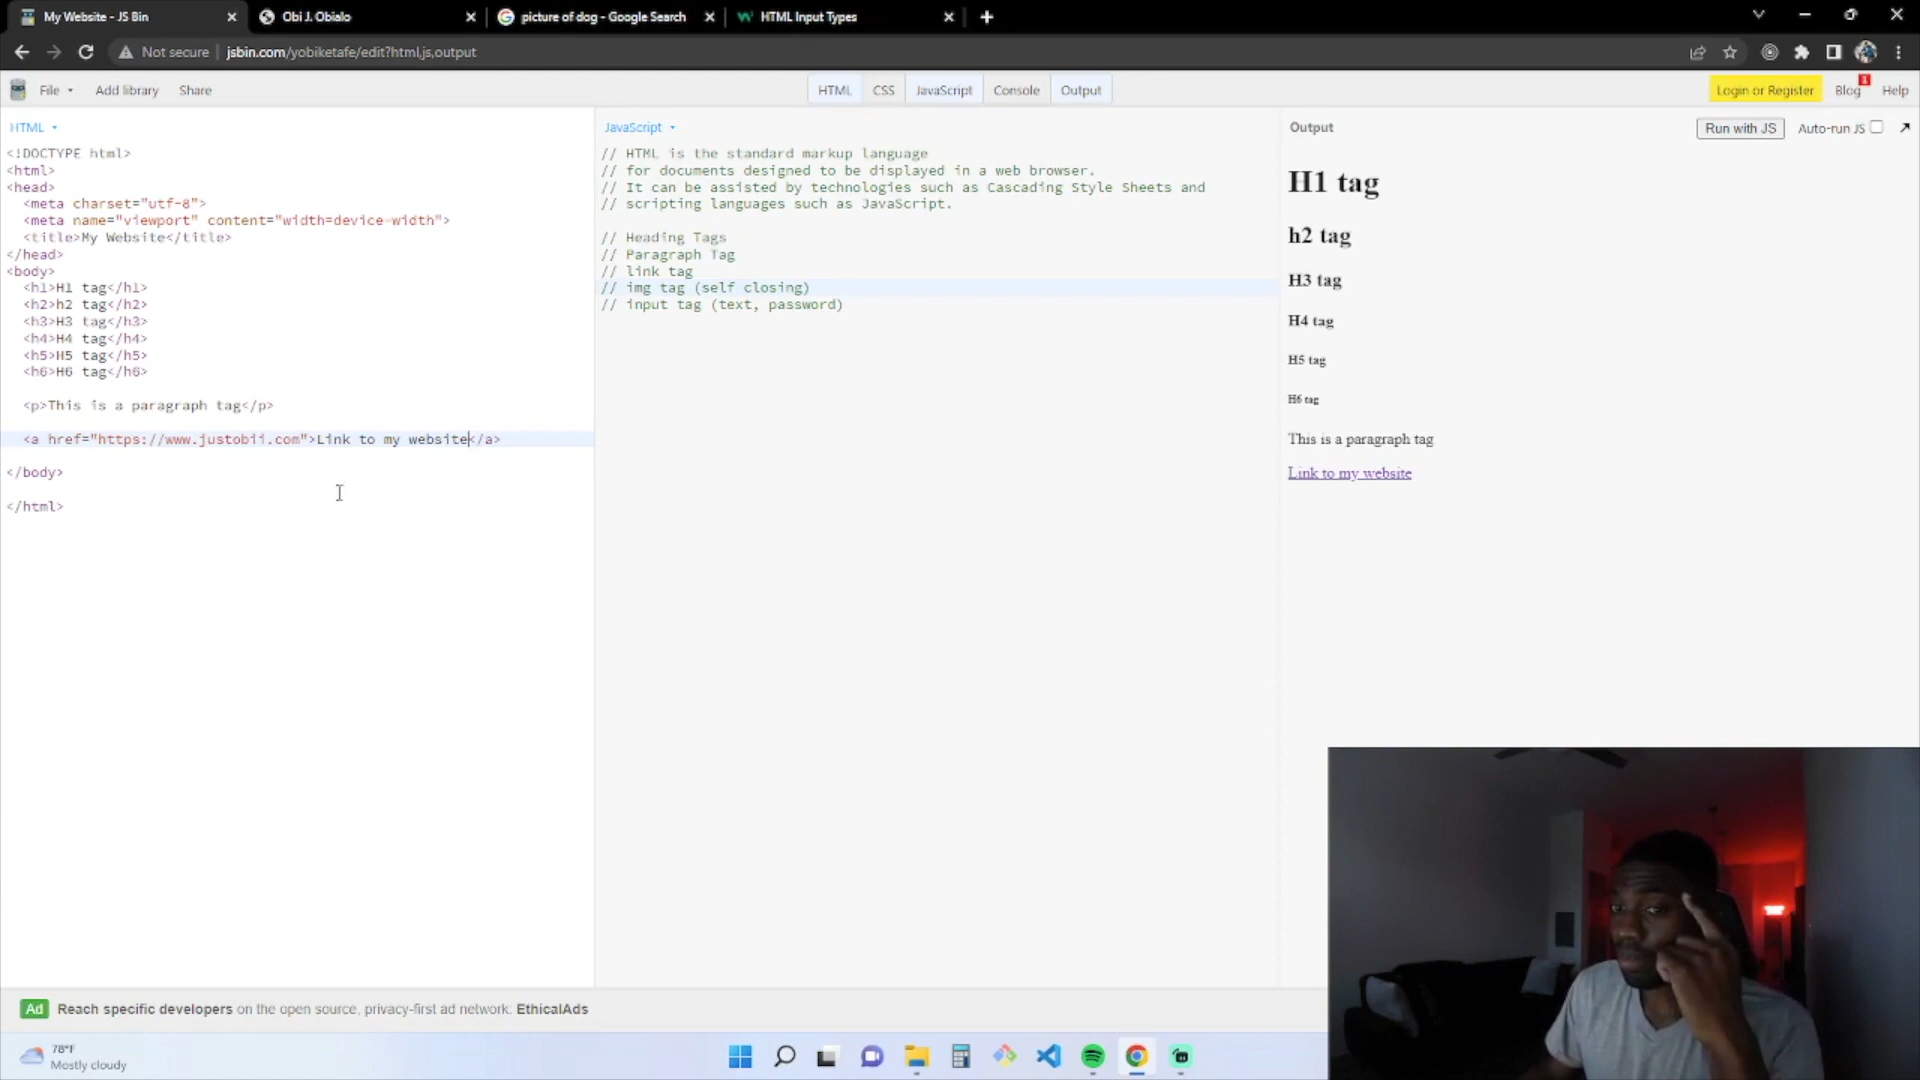 My Website - JS Bin
Obi J. Obialo
picture of dog - Google Search
HTML Input Types
Not secure
jsbin.com/yobiketafe/edit?html,js,output
File
Add library
Share
HTML
CSS
JavaScript
Console
Output
Login or Register
Blog
1
Help
HTML
<!DOCTYPE html>
<html>
<head>
<meta charset="utf-8">
<meta name="viewport" content="width=device-width">
<title>My Website</title>
</head>
<body>
<h1>H1 tag</h1>
<h2>h2 tag</h2>
<h3>H3 tag</h3>
<h4>H4 tag</h4>
<h5>H5 tag</h5>
<h6>H6 tag</h6>
<p>This is a paragraph tag</p>
<a href="https://www.justobii.com">Link to my website</a>
</body>
</html>
JavaScript
// HTML is the standard markup language
// for documents designed to be displayed in a web browser.
// It can be assisted by technologies such as Cascading Style Sheets and
// scripting languages such as JavaScript.
// Heading Tags
// Paragraph Tag
// link tag
// img tag (self closing)
// input tag (text, password)
Output
Run with JS
Auto-run JS
H1 tag
h2 tag
H3 tag
H4 tag
H5 tag
H6 tag
This is a paragraph tag
Link to my website
Ad
Reach specific developers on the open source, privacy-first ad network: EthicalAds
78°F
Mostly cloudy